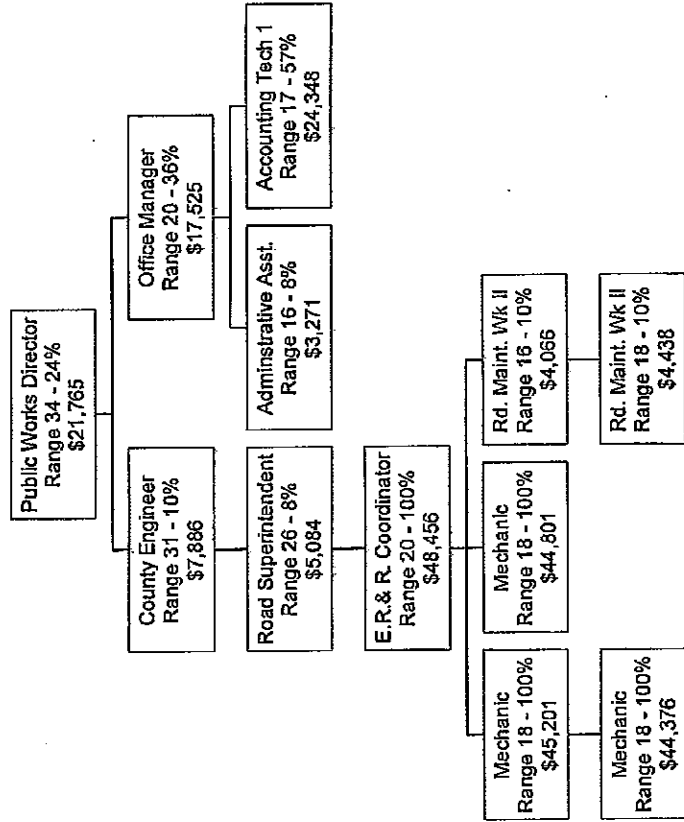 Public Works Director
Range 34 - 24%
$21,765
County Engineer
Range 31 - 10%
$7,886
Office Manager
Range 20 - 36%
$17,525
Road Superintendent
Range 26 - 8%
$5,084
Adminstrative Asst.
Range 16 - 8%
$3,271
Accounting Tech 1
Range 17 - 57%
$24,348
E.R.& R. Coordinator
Range 20 - 100%
$48,456
Mechanic
Range 18 - 100%
$45,201
Mechanic
Range 18 - 100%
$44,801
Rd. Maint. Wk II
Range 16 - 10%
$4,066
Mechanic
Range 18 - 100%
$44,376
Rd. Maint. Wk II
Range 18 - 10%
$4,438